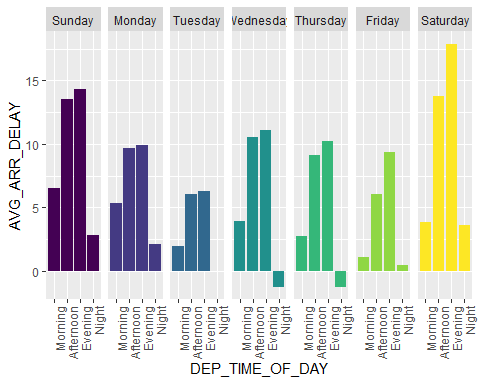 Sunday Monday Tuesday Wednesday Thursday Friday Saturday
AVG_ARR_DELAY
15
10
5
0
Morning Afternoon Evening Night Morning Afternoon Evening Night Morning Afternoon Evening Night Morning Afternoon Evening Night Morning Afternoon Evening Night Morning Afternoon Evening Night Morning Afternoon Evening Night
DEP_TIME_OF_DAY